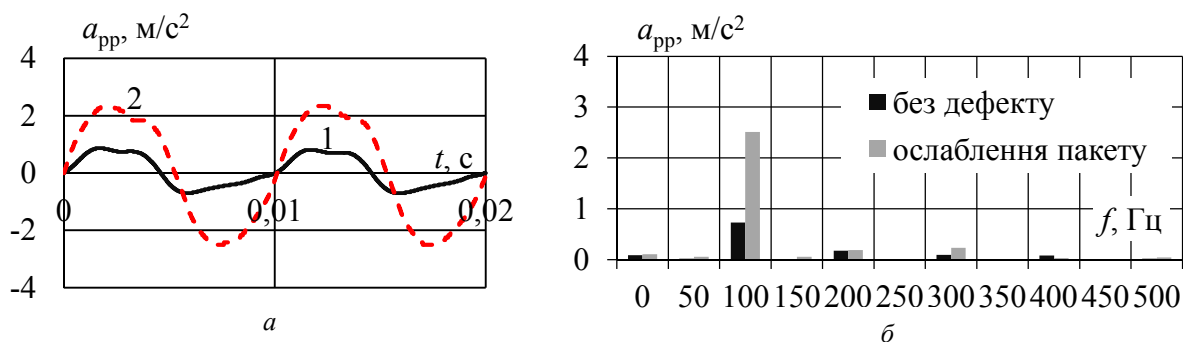 a_pp, м/с²
4
2
0
-2
-4
2
1
t, с
0
0,01
0,02
а
a_pp, м/с²
4
3
2
1
0
без дефекту
ослаблення пакету
f, Гц
0 50 100 150 200 250 300 350 400 450 500
б